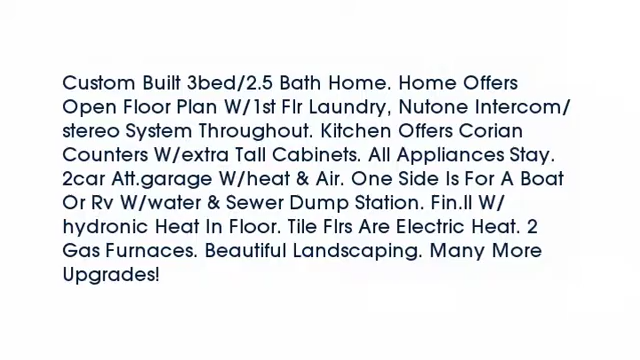 Custom Built 3bed/2.5 Bath Home. Home Offers
Open Floor Plan W/1st Flr Laundry, Nutone Intercom/
stereo System Throughout. Kitchen Offers Corian
Counters W/extra Tall Cabinets. All Appliances Stay.
2car Att.garage W/heat & Air. One Side Is For A Boat
Or Rv W/water & Sewer Dump Station. Fin.ll W/
hydronic Heat In Floor. Tile Flrs Are Electric Heat. 2
Gas Furnaces. Beautiful Landscaping. Many More
Upgrades!